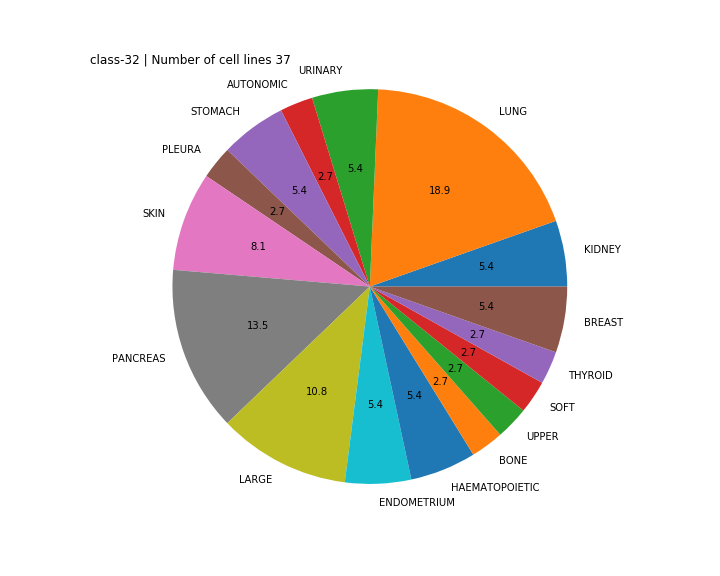 class-32 | Number of cell lines 37
URINARY
AUTONOMIC
STOMACH
LUNG
PLEURA
SKIN
KIDNEY
PANCREAS
BREAST
THYROID
SOFT
UPPER
BONE
LARGE
HAEMATOPOIETIC
ENDOMETRIUM
5.4
2.7
5.4
18.9
2.7
8.1
5.4
5.4
13.5
2.7
2.7
2.7
2.7
10.8
5.4
5.4